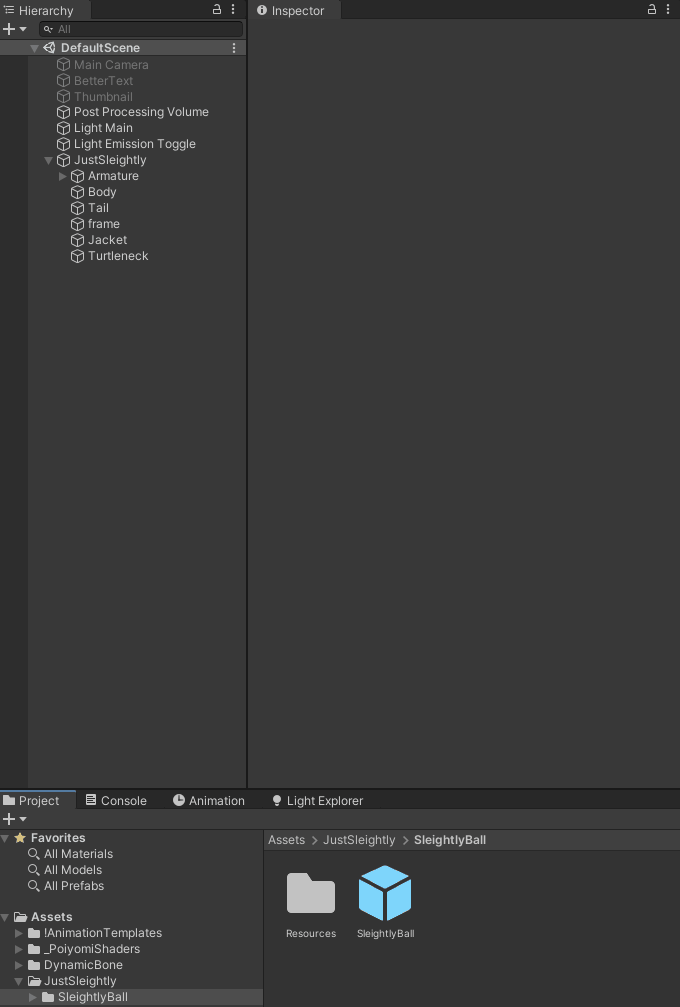 Hierarchy
All
DefaultScene
Main Camera
BetterText
Thumbnail
Post Processing Volume
Light Main
Light Emission Toggle
JustSleightly
Armature
Body
Tail
frame
Jacket
Turtleneck
Inspector
Project Console Animation Light Explorer
Favorites
All Materials
All Models
All Prefabs
Assets
!AnimationTemplates
_PoiyomiShaders
DynamicBone
JustSleightly
SleightlyBall
Assets > JustSleightly > SleightlyBall
Resources SleightlyBall